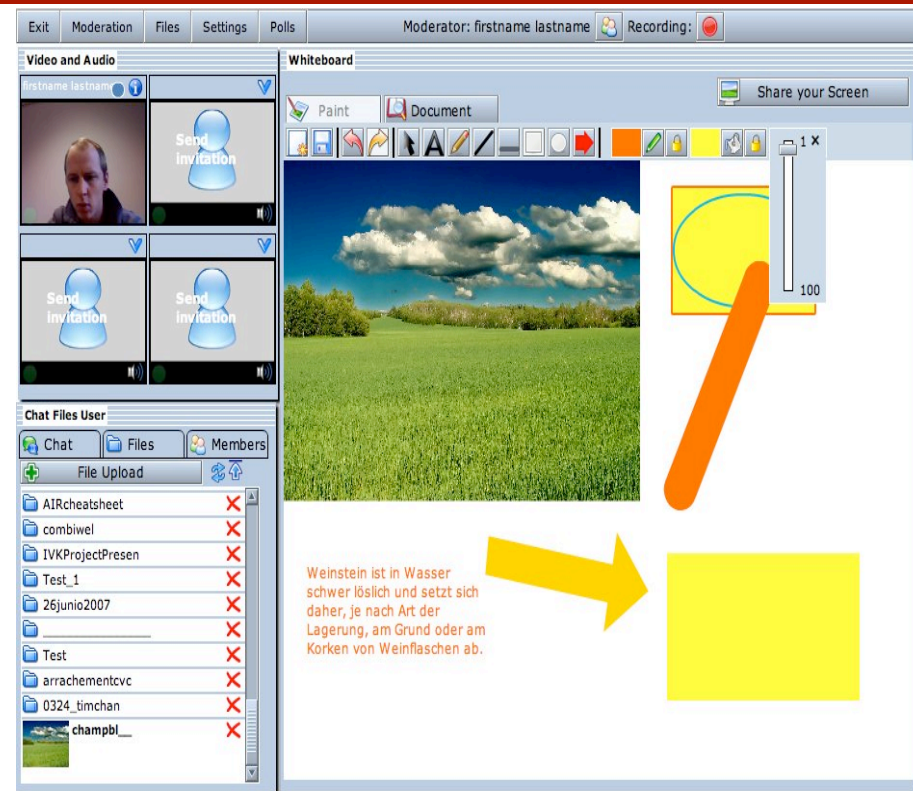 Exit Moderation Files Settings Polls Moderator: firstname lastname Recording:
Video and Audio
firstname lastname
Send
invitation
Send
invitation
Send
invitation
Chat Files User
Chat Files Members
File Upload
AIRcheatsheet
combiwel
IVKProjectPresen
Test_1
26junio2007
_________________
Test
arrachementcvc
0324_timchan
champbl__
Whiteboard
Share your Screen
Paint Document
A
1 x
100
Weinstein ist in Wasser
schwer löslich und setzt sich
daher, je nach Art der
Lagerung, am Grund oder am
Korken von Weinflaschen ab.